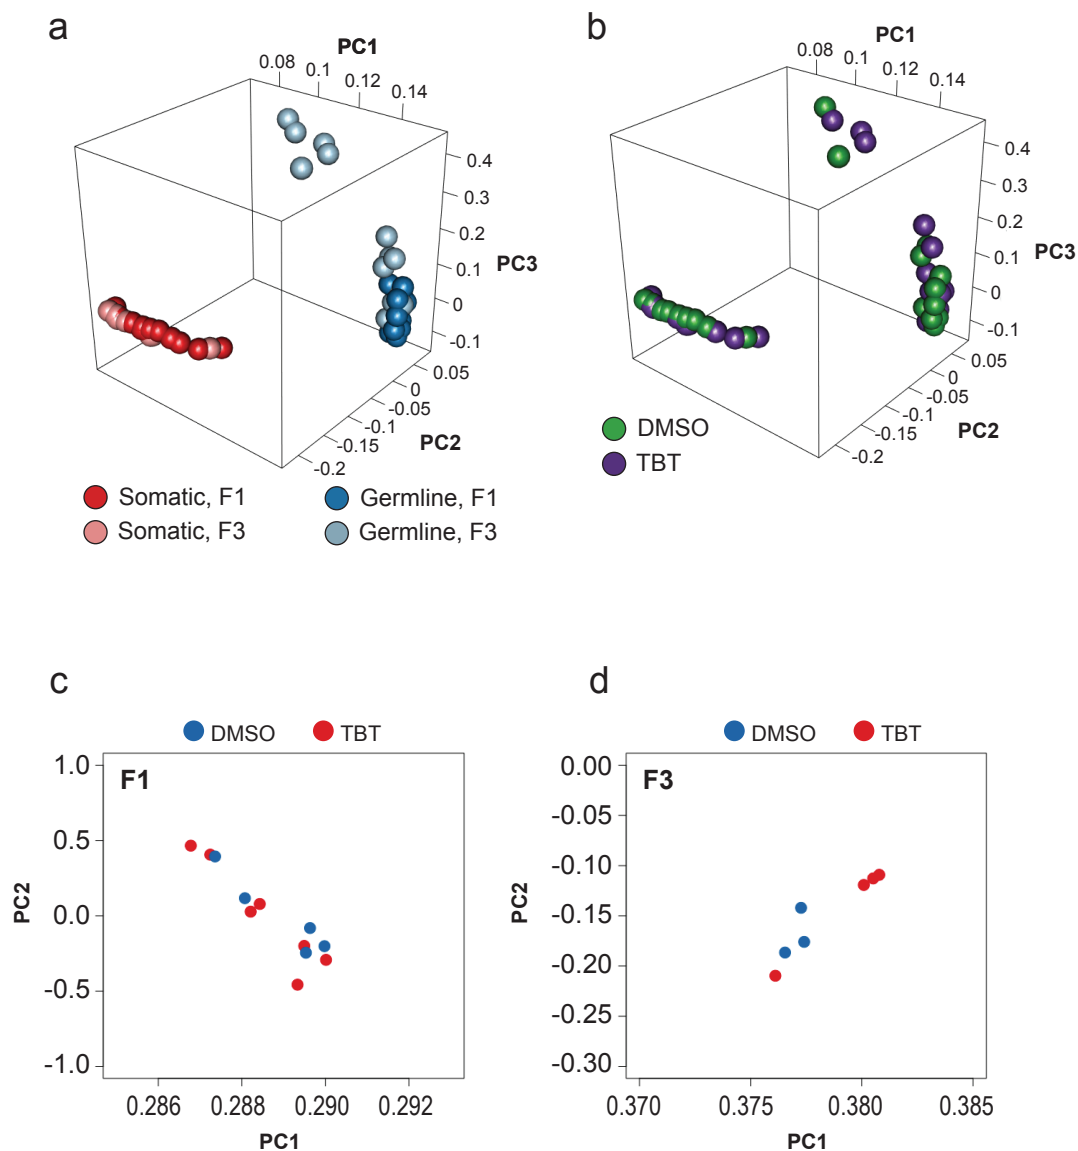 a
PC1
0.08
0.1
0.12
0.14
0.4
0.3
0.2
0.1
0
-0.1
PC3
0.05
0
-0.05
-0.1
-0.15
-0.2
PC2
Somatic, F1
Germline, F1
Somatic, F3
Germline, F3
b
PC1
0.08
0.1
0.12
0.14
0.4
0.3
0.2
0.1
0
-0.1
PC3
0.05
0
-0.05
-0.1
-0.15
-0.2
PC2
DMSO
TBT
c
DMSO
TBT
F1
1.0
0.5
0.0
-0.5
-1.0
PC2
0.286
0.288
0.290
0.292
PC1
d
DMSO
TBT
F3
0.00
-0.05
-0.10
-0.15
-0.20
-0.25
-0.30
PC2
0.370
0.375
0.380
0.385
PC1